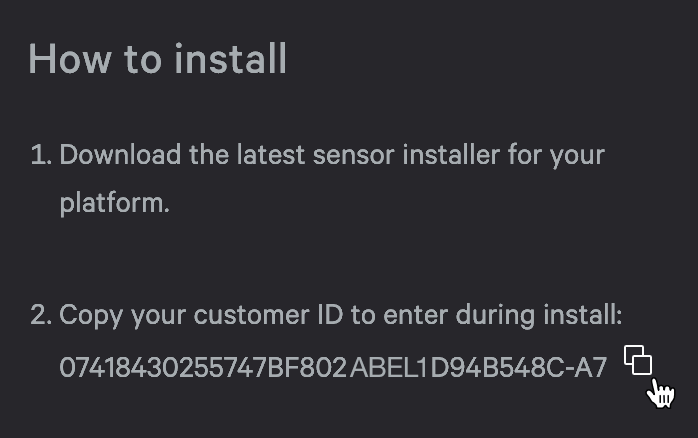 How to install
1. Download the latest sensor installer for your
platform.
2. Copy your customer ID to enter during install:
07418430255747BF802ABEL1D94B548C-A7